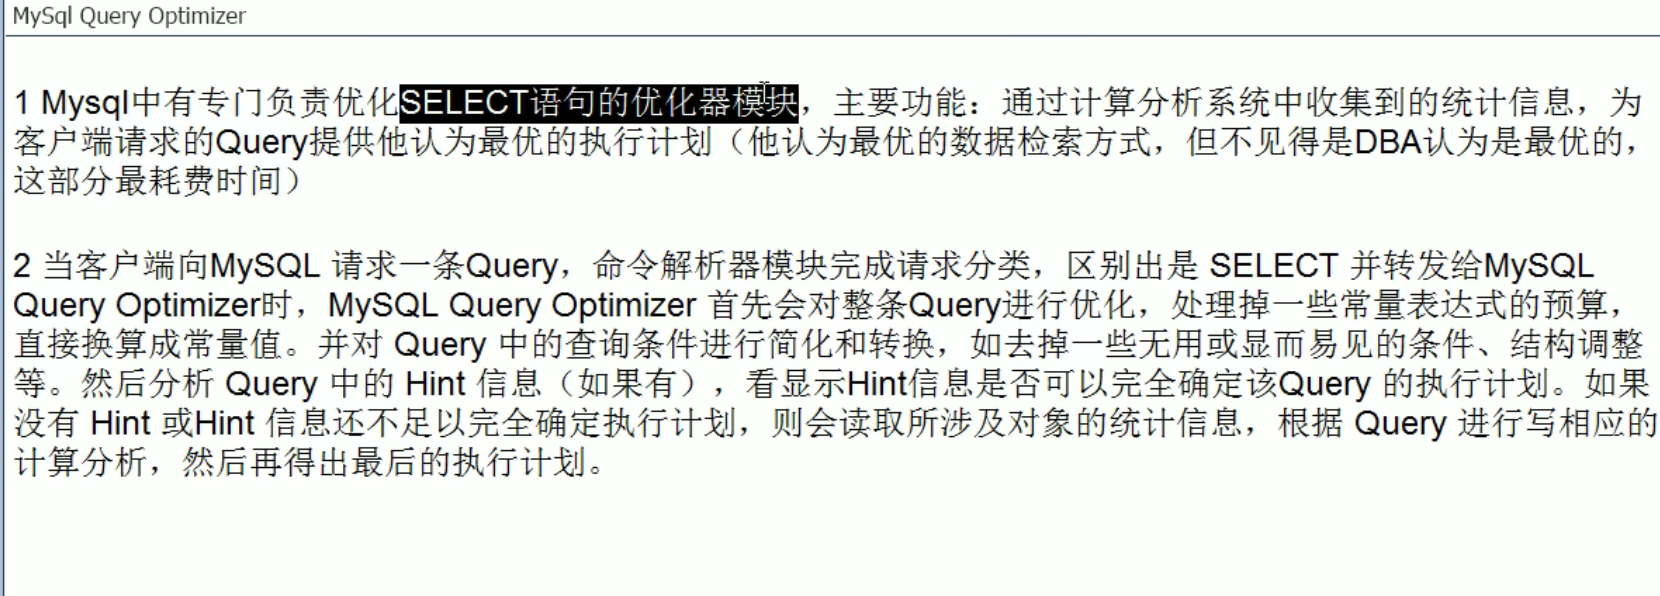 MySql Query Optimizer
1 Mysql中有专门负责优化SELECT语句的优化器模块，主要功能：通过计算分析系统中收集到的统计信息，为
客户端请求的Query提供他认为最优的执行计划（他认为最优的数据检索方式，但不见得是DBA认为是最优的，
这部分最耗费时间）
2 当客户端向MySQL 请求一条Query，命令解析器模块完成请求分类，区别出是 SELECT 并转发给MySQL
Query Optimizer时，MySQL Query Optimizer 首先会对整条Query进行优化，处理掉一些常量表达式的预算，
直接换算成常量值。并对 Query 中的查询条件进行简化和转换，如去掉一些无用或显而易见的条件、结构调整
等。然后分析 Query 中的 Hint 信息（如果有），看显示Hint信息是否可以完全确定该Query 的执行计划。如果
没有 Hint 或Hint 信息还不足以完全确定执行计划，则会读取所涉及对象的统计信息，根据 Query 进行写相应的
计算分析，然后再得出最后的执行计划。